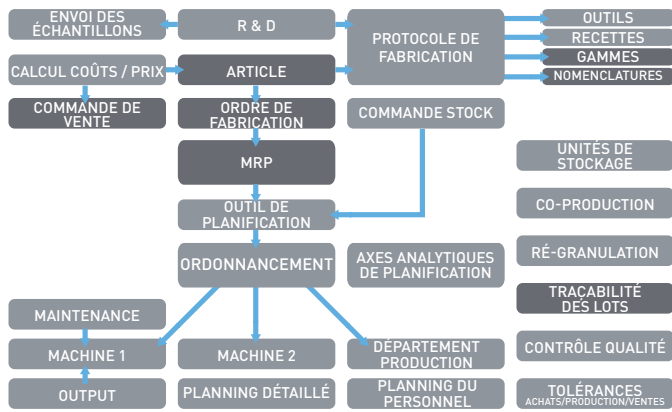 ENVOI DES
ÉCHANTILLONS
R & D
PROTOCOLE DE
FABRICATION
OUTILS
RECETTES
GAMMES
NOMENCLATURES
CALCUL COÛTS / PRIX
ARTICLE
COMMANDE DE
VENTE
ORDRE DE
FABRICATION
COMMANDE STOCK
MRP
UNITÉS DE
STOCKAGE
OUTIL DE
PLANIFICATION
CO-PRODUCTION
ORDONNANCEMENT
AXES ANALYTIQUES
DE PLANIFICATION
RÉ-GRANULATION
MAINTENANCE
TRAÇABILITÉ
DES LOTS
MACHINE 1
MACHINE 2
DÉPARTEMENT
PRODUCTION
CONTRÔLE QUALITÉ
OUTPUT
PLANNING DÉTAILLÉ
PLANNING DU
PERSONNEL
TOLÉRANCES
ACHATS/PRODUCTION/VENTES